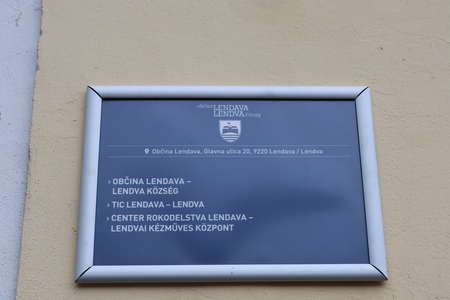 občina LENDAVA
LENDVA község
Občina Lendava, Glavna ulica 20, 9220 Lendava / Lendva
› OBČINA LENDAVA –
LENDVA KÖZSÉG
› TIC LENDAVA – LENDVA
› CENTER ROKODELSTVA LENDAVA –
LENDVAI KÉZMŰVES KÖZPONT